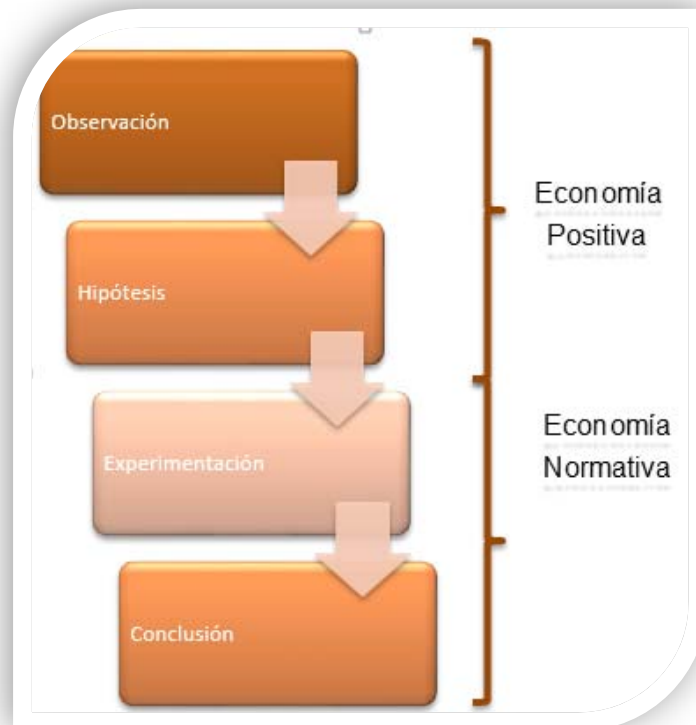 Observación
Hipótesis
Experimentación
Conclusión
Economía
Positiva
Economía
Normativa